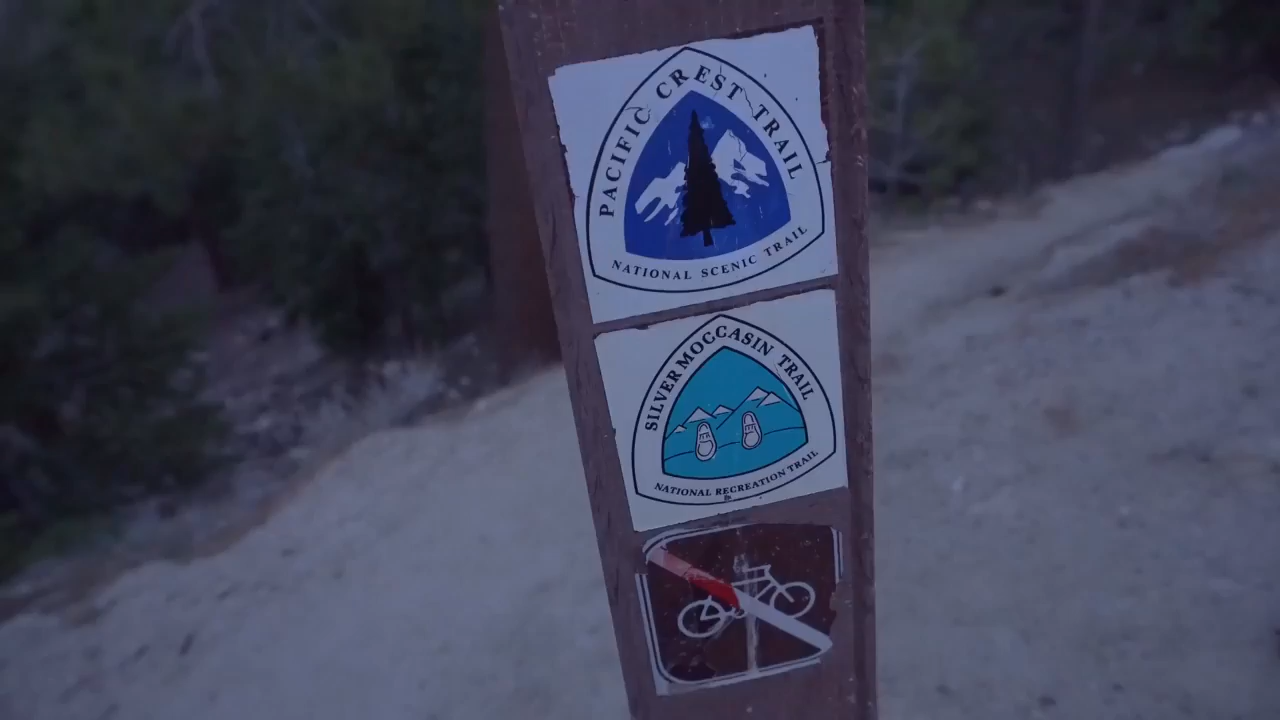 PACIFIC CREST TRAIL
NATIONAL SCENIC TRAIL
SILVER MOCCASIN TRAIL
NATIONAL RECREATION TRAIL